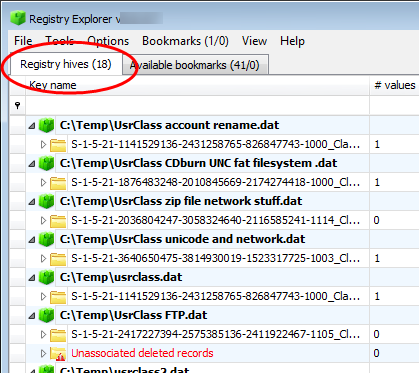 Registry Explorer v
File Tools Options Bookmarks (1/0) View Help
Registry hives (18) Available bookmarks (41/0)
Key name # values
C:\Temp\UsrClass account rename.dat
S-1-5-21-1141529136-2431258765-826847743-1000_Cla... 1
C:\Temp\UsrClass CDburn UNC fat filesystem .dat
S-1-5-21-1876483248-2010845669-2174274418-1000_Cl... 1
C:\Temp\UsrClass zip file network stuff.dat
S-1-5-21-2036804247-3058324640-2116585241-1114_Cl... 0
C:\Temp\UsrClass unicode and network.dat
S-1-5-21-3640650475-3814930019-1523317725-1003_Cl... 1
C:\Temp\usrclass.dat
S-1-5-21-1141529136-2431258765-826847743-1000_Cla... 1
C:\Temp\UsrClass FTP.dat
S-1-5-21-2417227394-2575385136-2411922467-1105_Cl... 0
Unassociated deleted records 0
C:\Temp\usrclass2.dat